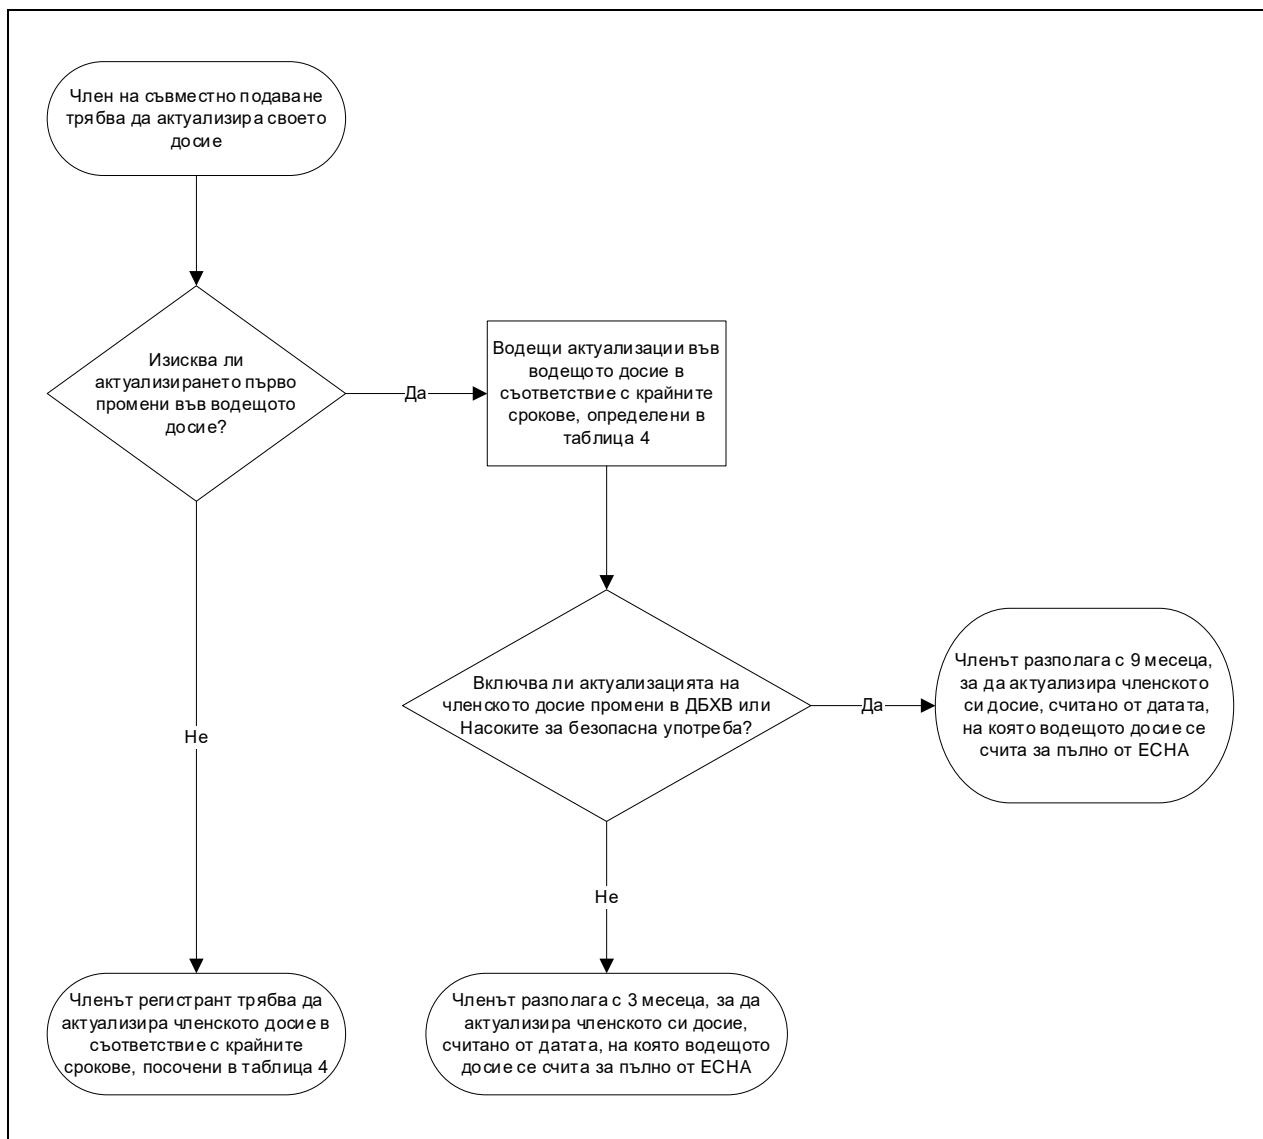 Член на съвместно подаване
трябва да актуализира своето
досие
Изисква ли
актуализирането първо
промени във водещото
досие?
Да
Водещи актуализации във
водещото досие в
съответствие с крайните
срокове, определени в
таблица 4
Включва ли актуализацията на
членското досие промени в ДБХВ или
Насоките за безопасна употреба?
Да
Членът разполага с 9 месеца,
за да актуализира членското
си досие, считано от датата,
на която водещото досие се
счита за пълно от ECHA
Не
Не
Членът регистрант трябва да
актуализира членското досие в
съответствие с крайните
срокове, посочени в таблица 4
Членът разполага с 3 месеца, за да
актуализира членското си досие,
считано от датата, на която водещото
досие се счита за пълно от ECHA